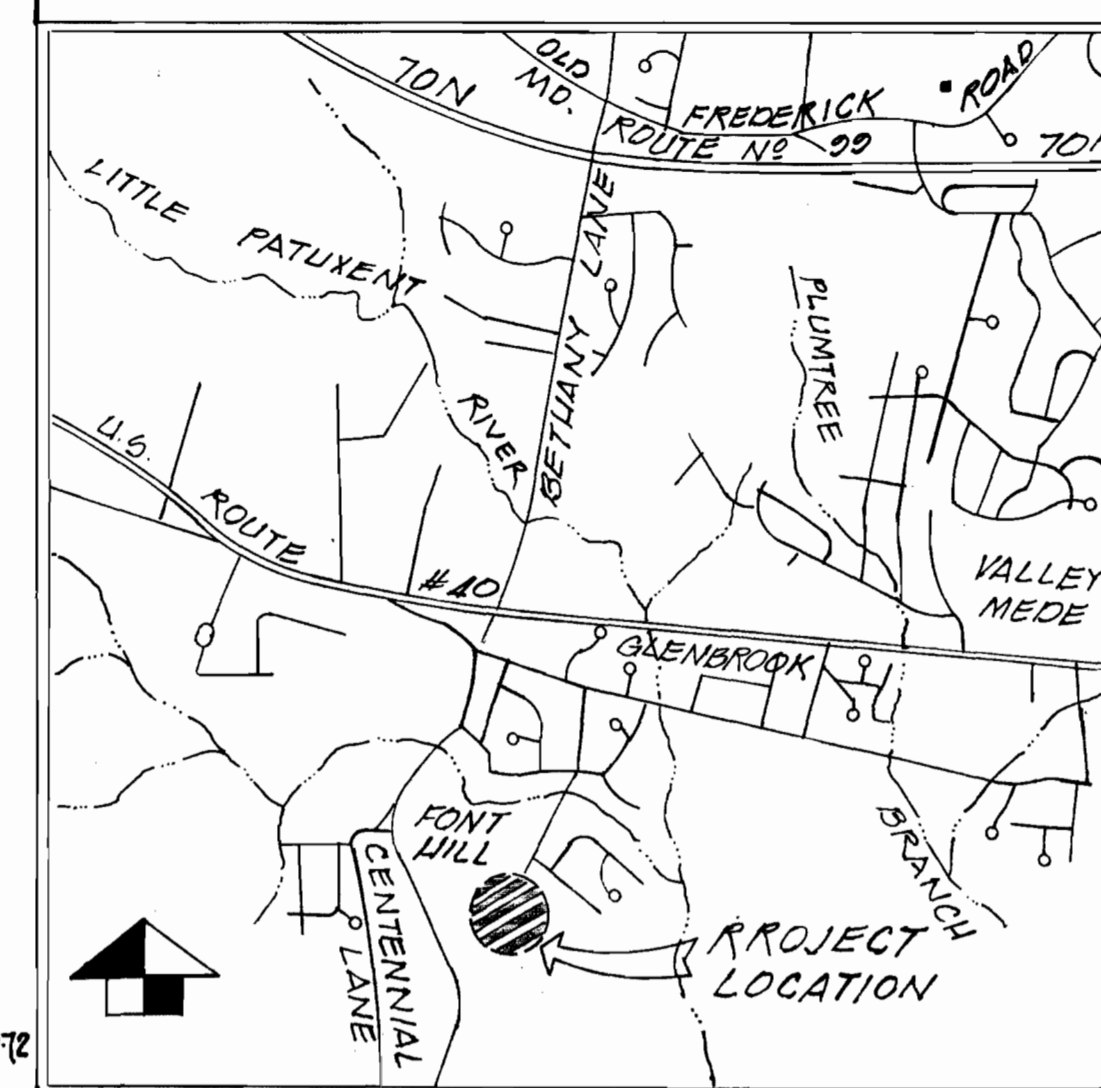 OLD
MD.
70N
FREDERICK
ROAD
ROUTE Nº 99
70N
LITTLE
PATUXENT
RIVER
BETHANY LANE
PLUMTREE
U.S.
ROUTE
#40
VALLEY
MEDE
GLENBROOK
FONT
HILL
CENTENNIAL
LANE
BRANCH
RROJECT
LOCATION
72